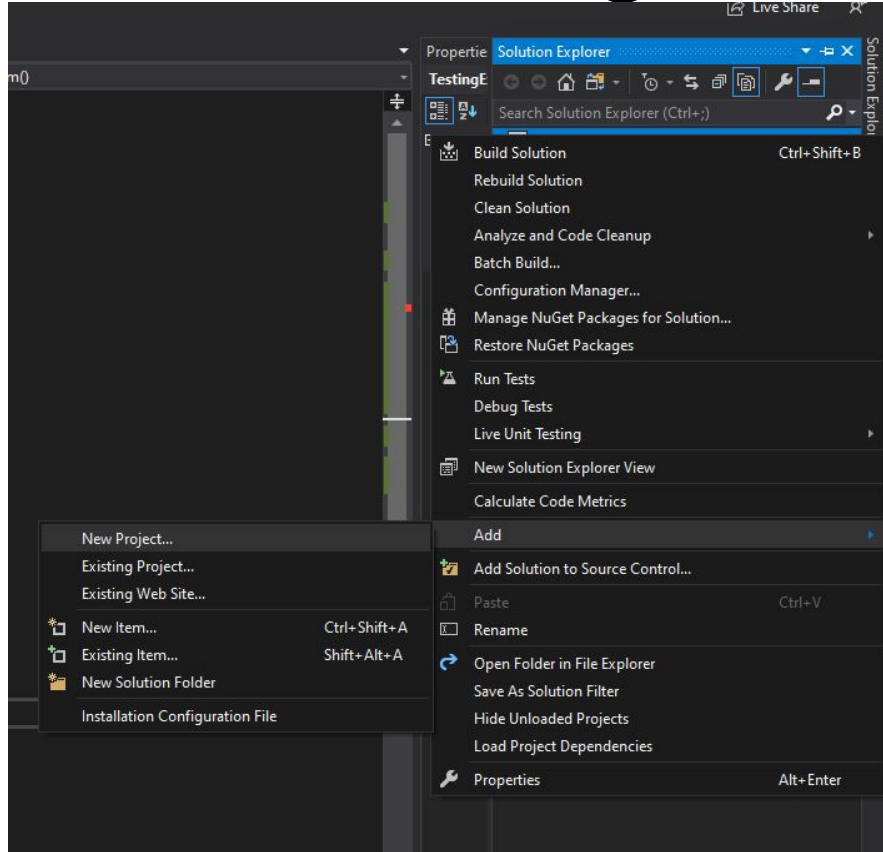 Live Share
Propertie
Solution Explorer
m()
TestingE
Search Solution Explorer (Ctrl+;)
Solution Explo
Build Solution Ctrl+Shift+B
Rebuild Solution
Clean Solution
Analyze and Code Cleanup
Batch Build...
Configuration Manager...
Manage NuGet Packages for Solution...
Restore NuGet Packages
Run Tests
Debug Tests
Live Unit Testing
New Solution Explorer View
Calculate Code Metrics
Add
Add Solution to Source Control...
Paste Ctrl+V
Rename
Open Folder in File Explorer
Save As Solution Filter
Hide Unloaded Projects
Load Project Dependencies
Properties Alt+Enter
New Project...
Existing Project...
Existing Web Site...
New Item... Ctrl+Shift+A
Existing Item... Shift+Alt+A
New Solution Folder
Installation Configuration File